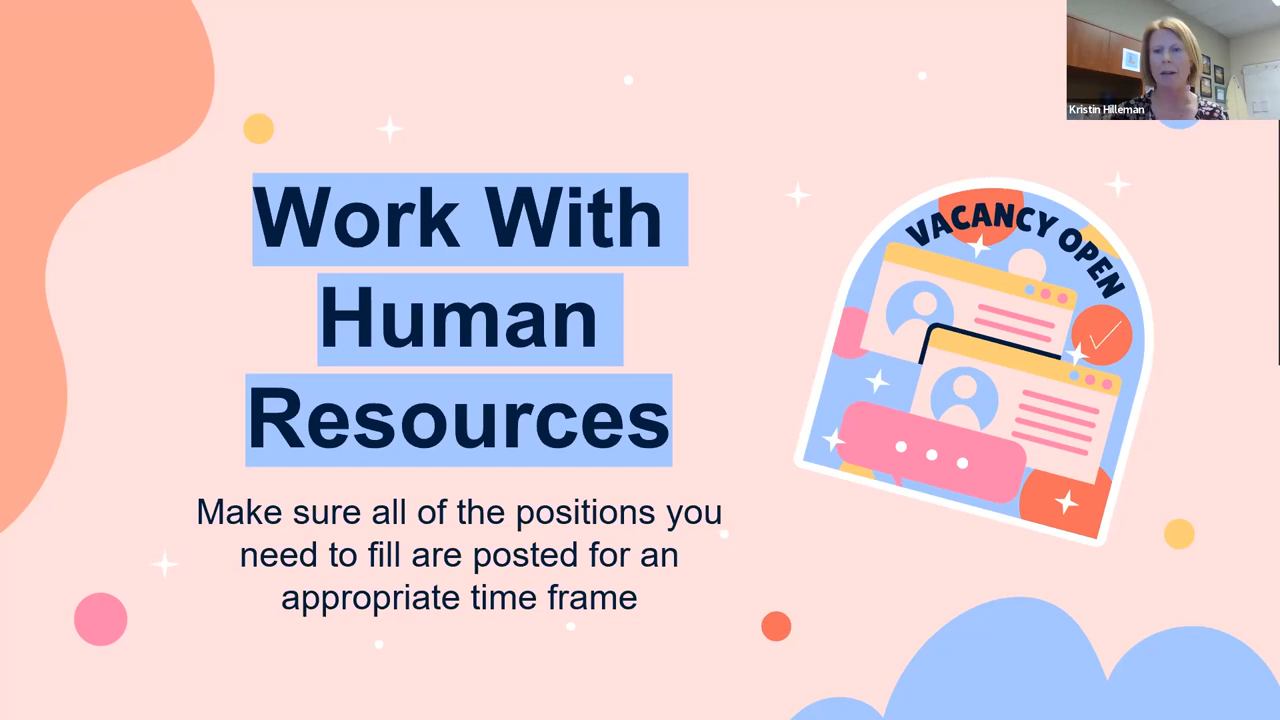 Kristin Hilleman
Work With
Human
Resources
VACANCY OPEN
Make sure all of the positions you
need to fill are posted for an
appropriate time frame